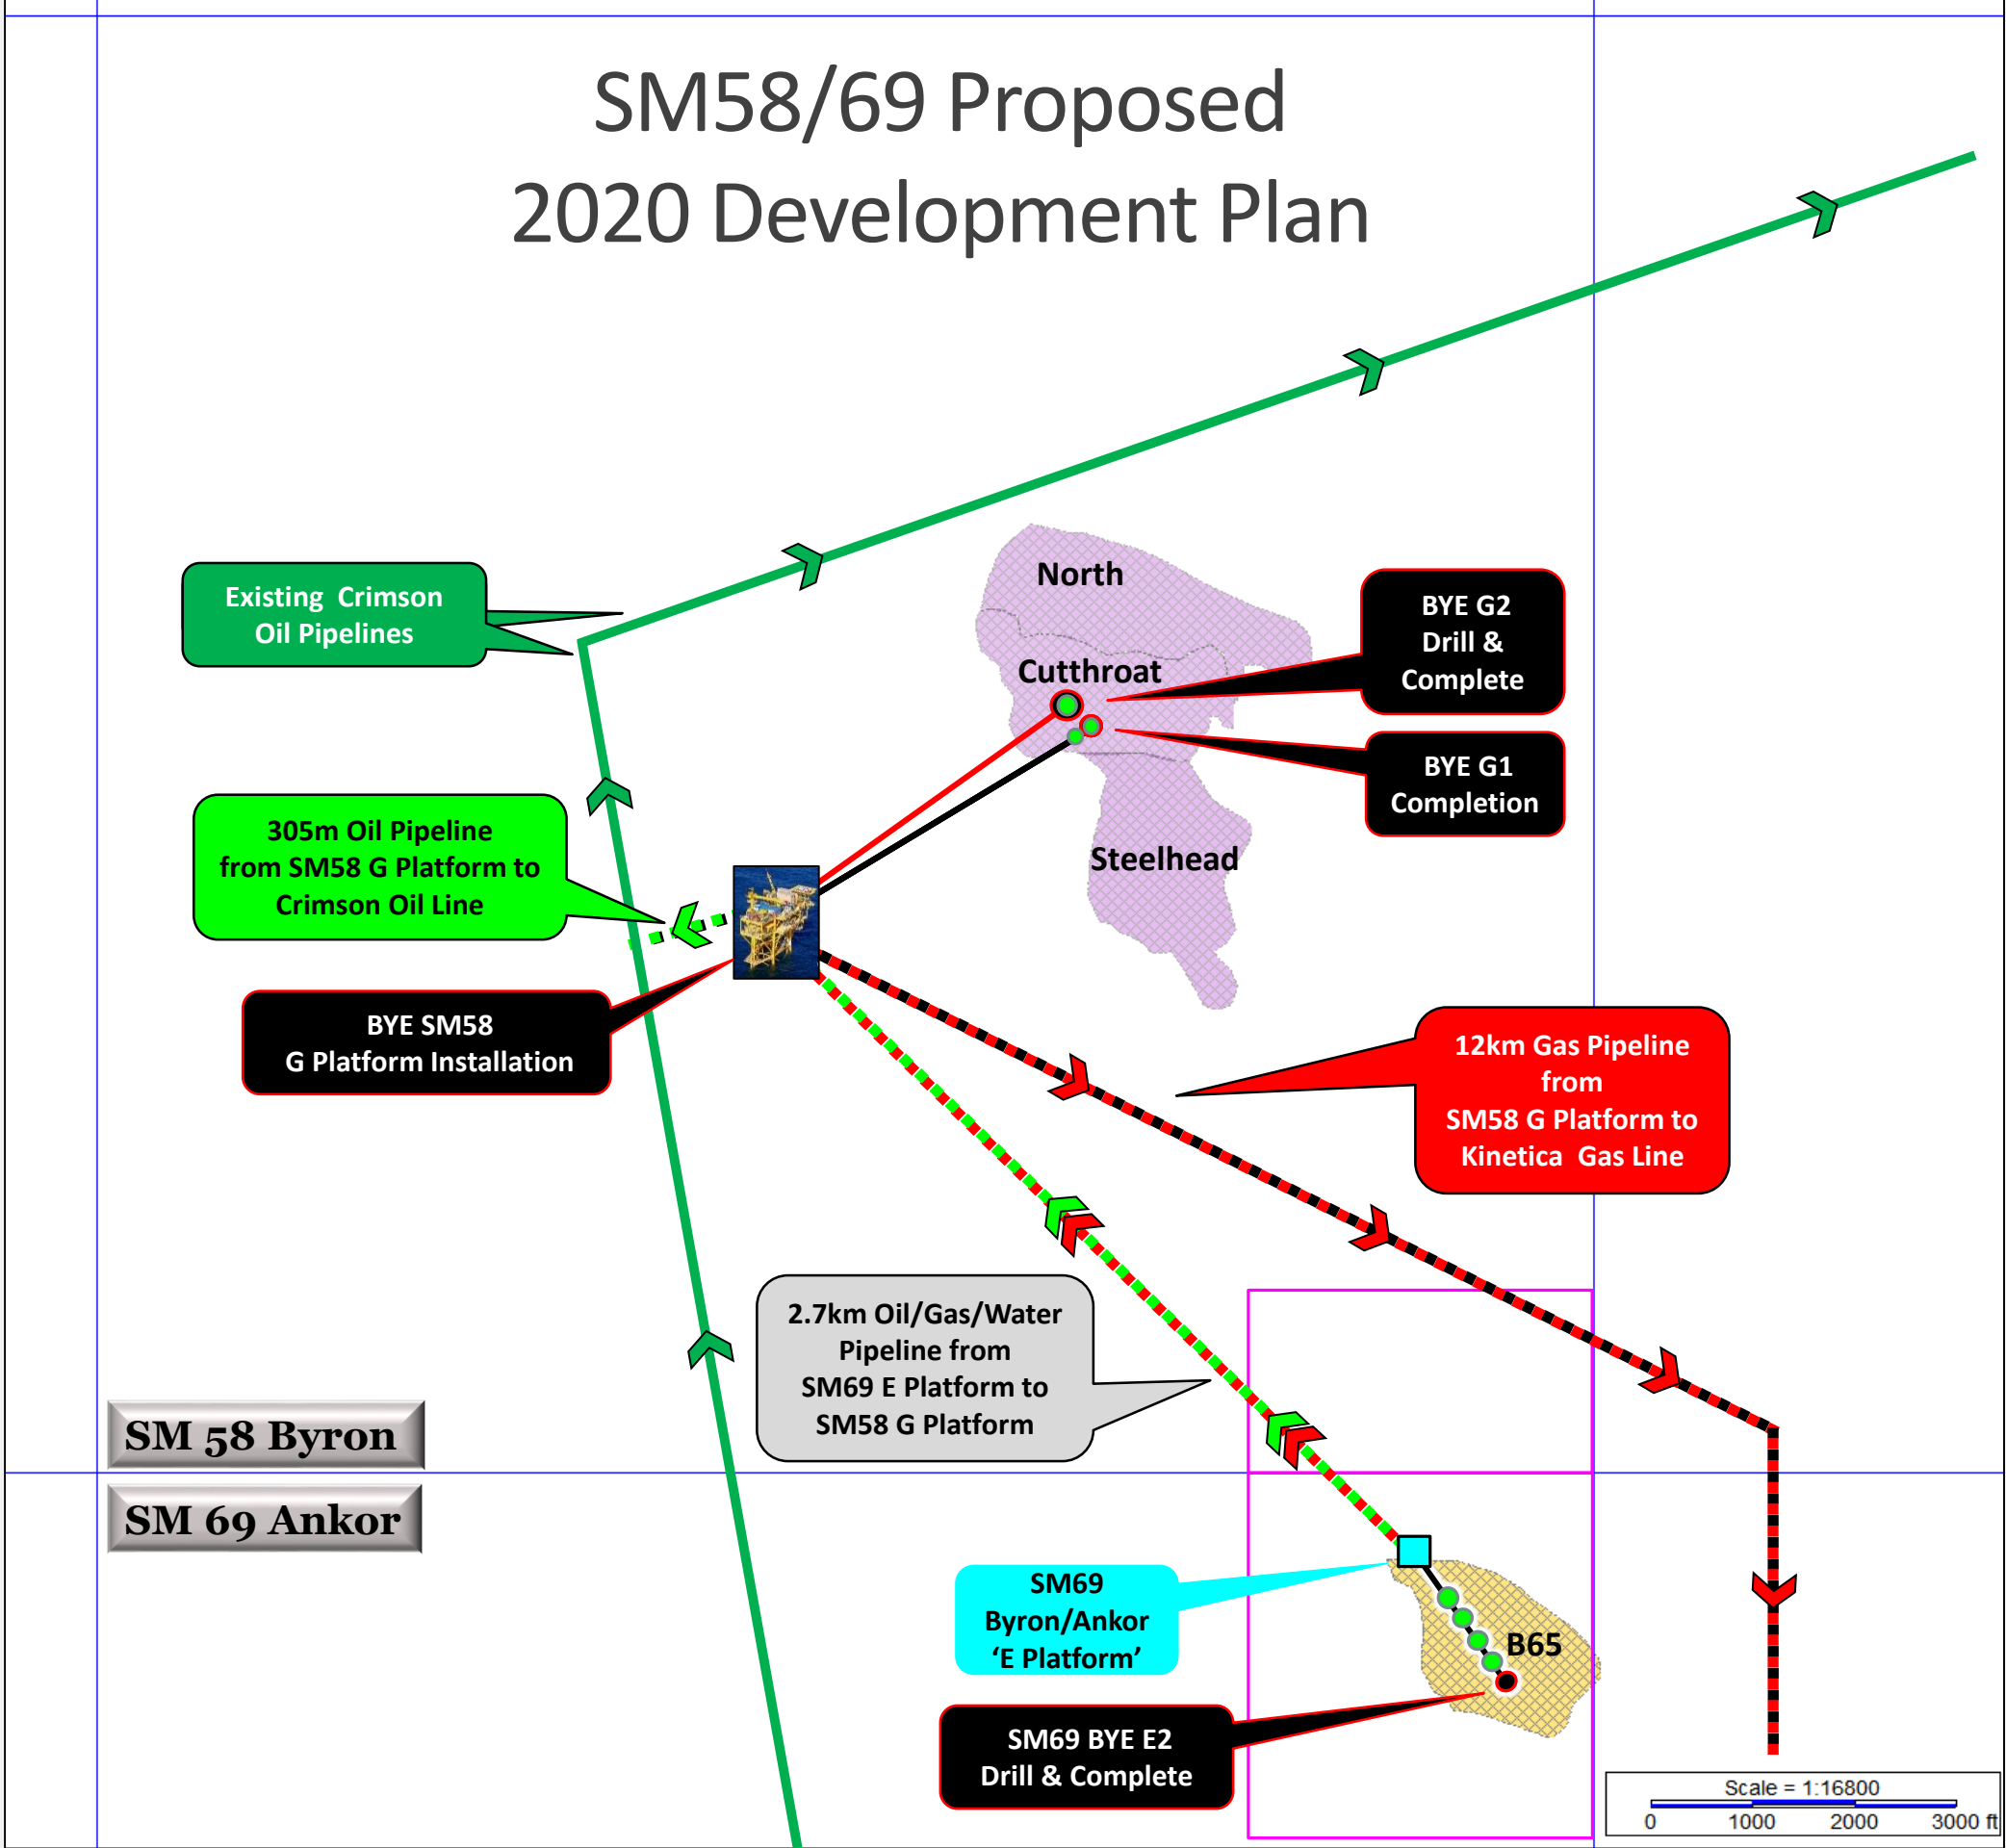 SM58/69 Proposed
2020 Development Plan
Existing Crimson
Oil Pipelines
North
Cutthroat
Steelhead
BYE G2
Drill &
Complete
BYE G1
Completion
305m Oil Pipeline
from SM58 G Platform to
Crimson Oil Line
BYE SM58
G Platform Installation
12km Gas Pipeline
from
SM58 G Platform to
Kinetica Gas Line
2.7km Oil/Gas/Water
Pipeline from
SM69 E Platform to
SM58 G Platform
SM 58 Byron
SM 69 Ankor
SM69
Byron/Ankor
‘E Platform’
B65
SM69 BYE E2
Drill & Complete
Scale = 1:16800
0 1000 2000 3000 ft